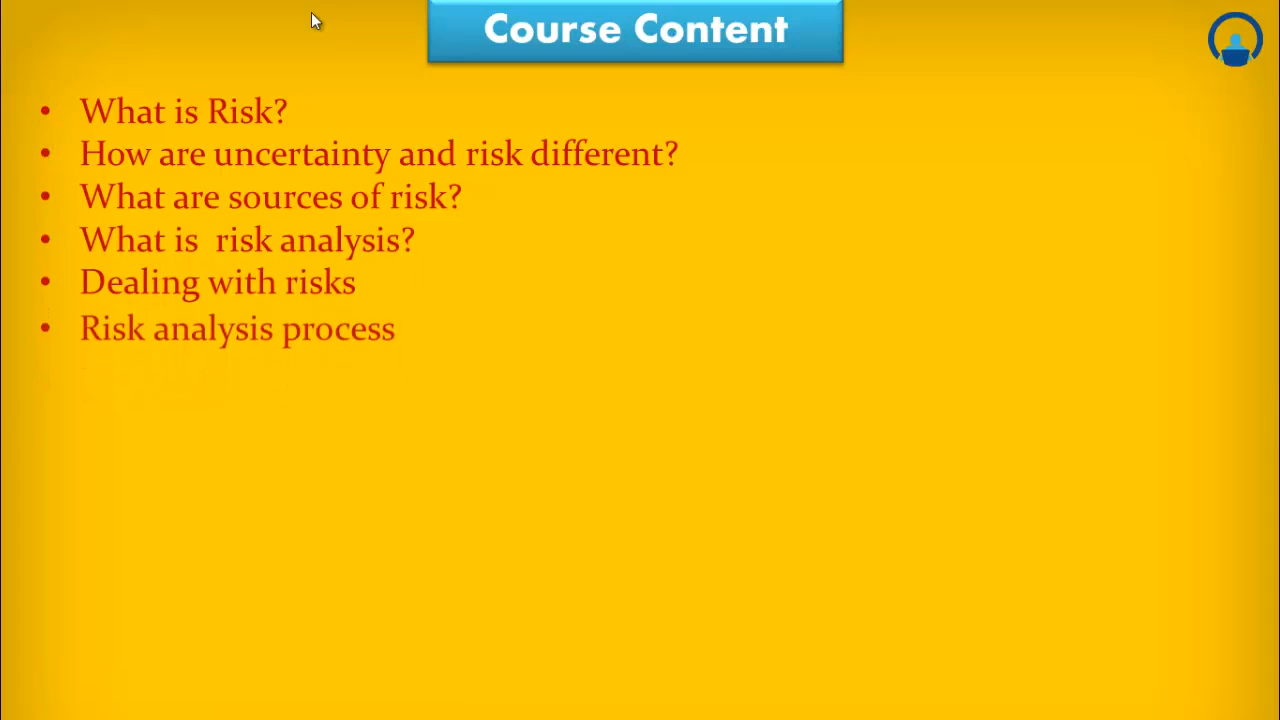 Course Content
• What is Risk?
• How are uncertainty and risk different?
• What are sources of risk?
• What is  risk analysis?
• Dealing with risks
• Risk analysis process